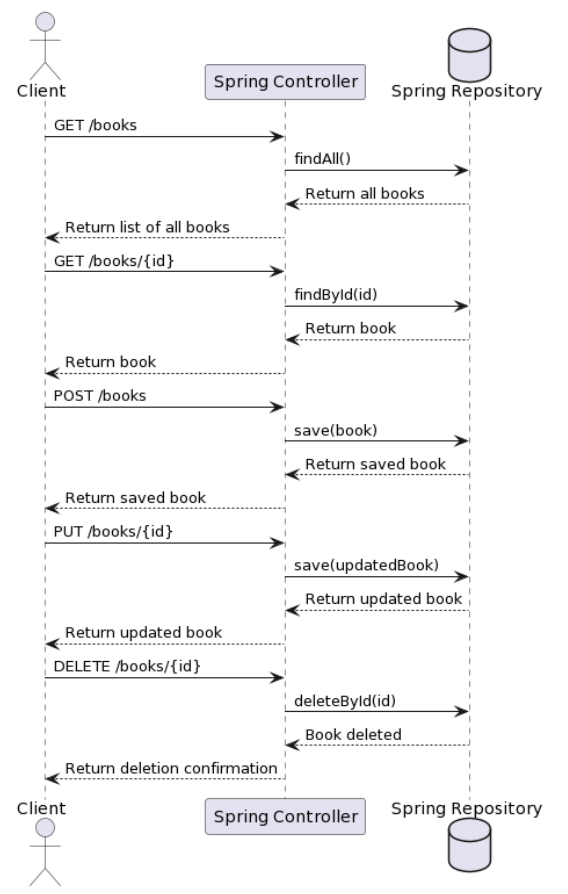 Client
Spring Controller
Spring Repository
GET /books
findAll()
Return all books
Return list of all books
GET /books/{id}
findById(id)
Return book
Return book
POST /books
save(book)
Return saved book
Return saved book
PUT /books/{id}
save(updatedBook)
Return updated book
Return updated book
DELETE /books/{id}
deleteById(id)
Book deleted
Return deletion confirmation
Client
Spring Controller
Spring Repository